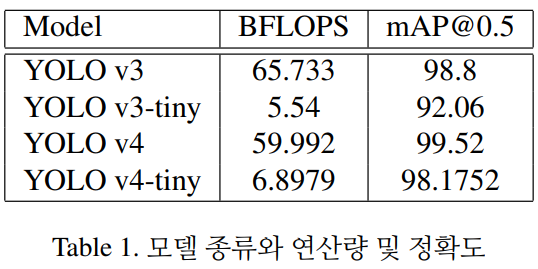 Model BFLOPS mAP@0.5
YOLO v3 65.733 98.8
YOLO v3-tiny 5.54 92.06
YOLO v4 59.992 99.52
YOLO v4-tiny 6.8979 98.1752
Table 1. 모델 종류와 연산량 및 정확도